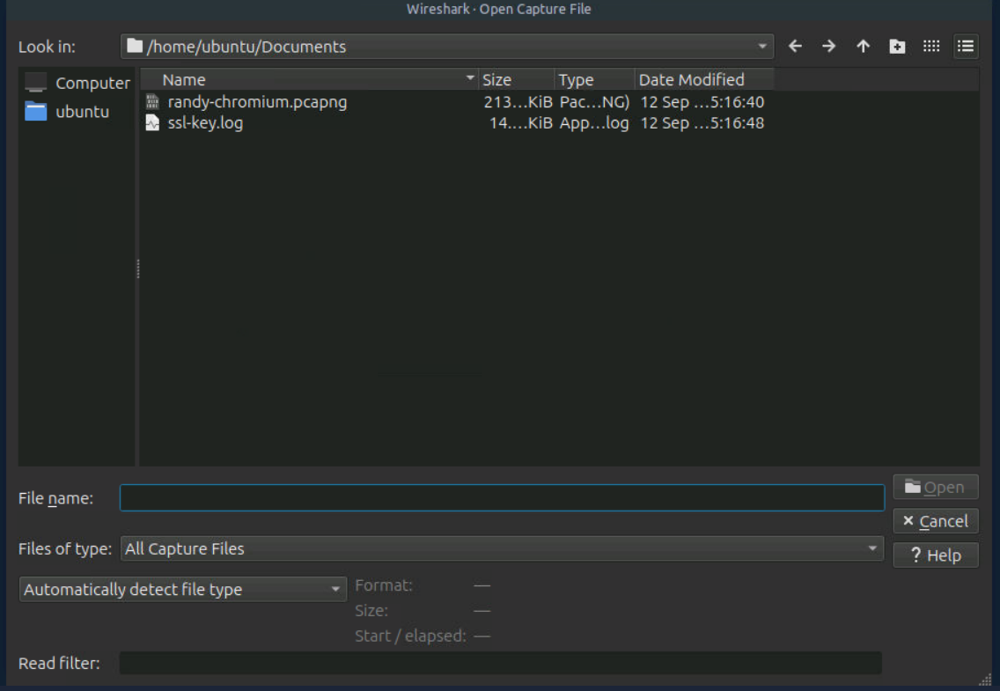 Wireshark · Open Capture File
Look in: /home/ubuntu/Documents
Computer
ubuntu
Name Size Type Date Modified
randy-chromium.pcapng 213…KiB Pac…NG) 12 Sep …5:16:40
ssl-key.log 14.…KiB App…log 12 Sep …5:16:48
File name:
Open
Cancel
Files of type: All Capture Files
? Help
Automatically detect file type
Format: —
Size: —
Start / elapsed: —
Read filter: